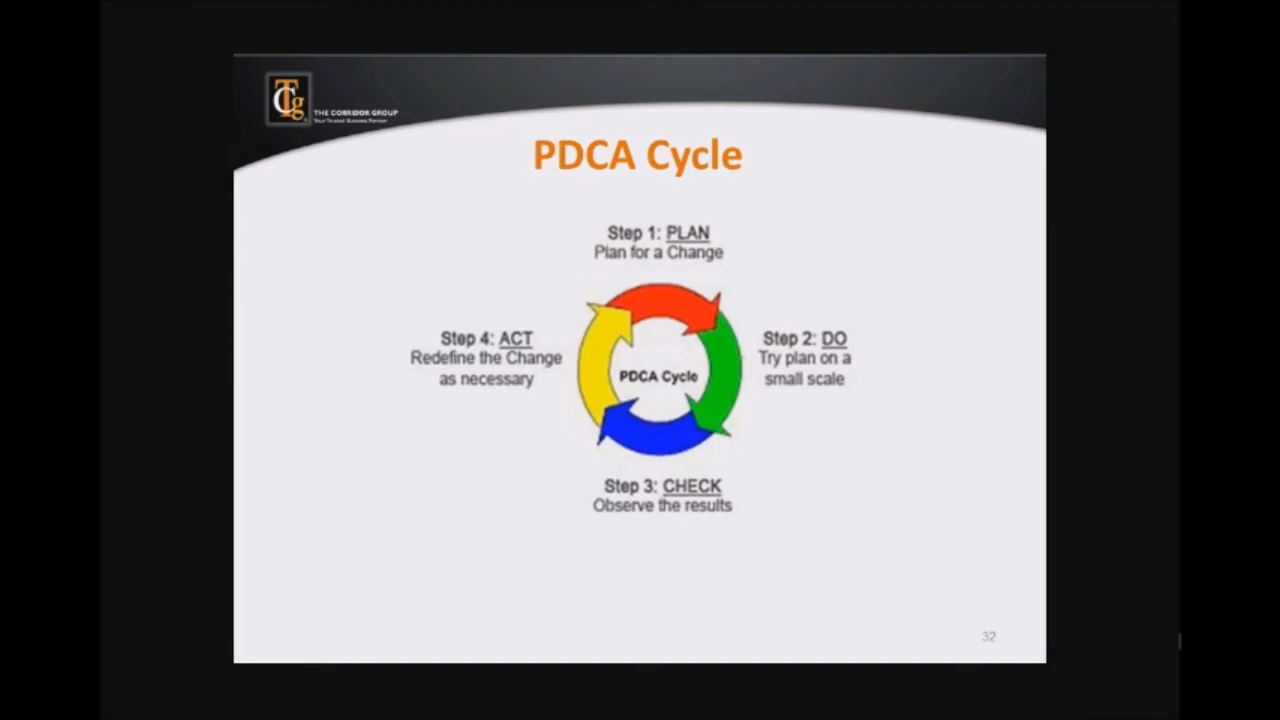 TCg
THE CORRIDOR GROUP
Your Trusted Business Partner
PDCA Cycle
Step 1: PLAN
Plan for a Change
Step 4: ACT
Redefine the Change
as necessary
Step 2: DO
Try plan on a
small scale
PDCA Cycle
Step 3: CHECK
Observe the results
32